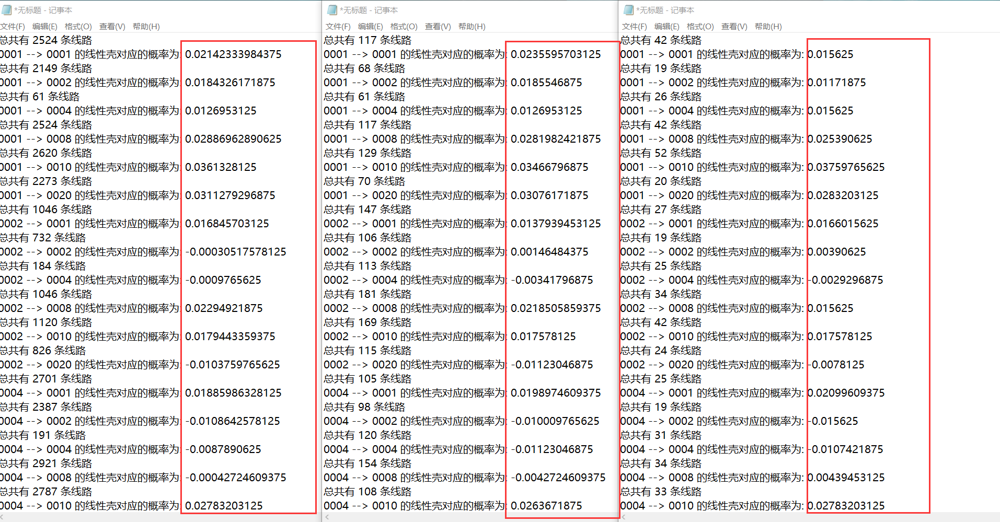 *无标题 - 记事本
文件(F) 编辑(E) 格式(O) 查看(V) 帮助(H)
总共有 2524 条线路
0001 --> 0001 的线性壳对应的概率为: 0.02142333984375
总共有 2149 条线路
0001 --> 0002 的线性壳对应的概率为: 0.0184326171875
总共有 61 条线路
0001 --> 0004 的线性壳对应的概率为: 0.0126953125
总共有 2524 条线路
0001 --> 0008 的线性壳对应的概率为: 0.02886962890625
总共有 2620 条线路
0001 --> 0010 的线性壳对应的概率为: 0.0361328125
总共有 2273 条线路
0001 --> 0020 的线性壳对应的概率为: 0.0311279296875
总共有 1046 条线路
0002 --> 0001 的线性壳对应的概率为: 0.016845703125
总共有 732 条线路
0002 --> 0002 的线性壳对应的概率为: -0.00030517578125
总共有 184 条线路
0002 --> 0004 的线性壳对应的概率为: -0.0009765625
总共有 1046 条线路
0002 --> 0008 的线性壳对应的概率为: 0.02294921875
总共有 1120 条线路
0002 --> 0010 的线性壳对应的概率为: 0.0179443359375
总共有 826 条线路
0002 --> 0020 的线性壳对应的概率为: -0.0103759765625
总共有 2701 条线路
0004 --> 0001 的线性壳对应的概率为: 0.01885986328125
总共有 2387 条线路
0004 --> 0002 的线性壳对应的概率为: -0.0108642578125
总共有 191 条线路
0004 --> 0004 的线性壳对应的概率为: -0.0087890625
总共有 2921 条线路
0004 --> 0008 的线性壳对应的概率为: -0.00042724609375
总共有 2787 条线路
0004 --> 0010 的线性壳对应的概率为: 0.02783203125
*无标题 - 记事本
文件(F) 编辑(E) 格式(O) 查看(V) 帮助(H)
总共有 117 条线路
0001 --> 0001 的线性壳对应的概率为: 0.0235595703125
总共有 68 条线路
0001 --> 0002 的线性壳对应的概率为: 0.0185546875
总共有 61 条线路
0001 --> 0004 的线性壳对应的概率为: 0.0126953125
总共有 117 条线路
0001 --> 0008 的线性壳对应的概率为: 0.0281982421875
总共有 129 条线路
0001 --> 0010 的线性壳对应的概率为: 0.03466796875
总共有 70 条线路
0001 --> 0020 的线性壳对应的概率为: 0.03076171875
总共有 147 条线路
0002 --> 0001 的线性壳对应的概率为: 0.0137939453125
总共有 106 条线路
0002 --> 0002 的线性壳对应的概率为: 0.00146484375
总共有 113 条线路
0002 --> 0004 的线性壳对应的概率为: -0.00341796875
总共有 181 条线路
0002 --> 0008 的线性壳对应的概率为: 0.0218505859375
总共有 169 条线路
0002 --> 0010 的线性壳对应的概率为: 0.017578125
总共有 115 条线路
0002 --> 0020 的线性壳对应的概率为: -0.01123046875
总共有 105 条线路
0004 --> 0001 的线性壳对应的概率为: 0.0198974609375
总共有 98 条线路
0004 --> 0002 的线性壳对应的概率为: -0.010009765625
总共有 120 条线路
0004 --> 0004 的线性壳对应的概率为: -0.01123046875
总共有 154 条线路
0004 --> 0008 的线性壳对应的概率为: -0.0042724609375
总共有 108 条线路
0004 --> 0010 的线性壳对应的概率为: 0.0263671875
*无标题 - 记事本
文件(F) 编辑(E) 格式(O) 查看(V) 帮助(H)
总共有 42 条线路
0001 --> 0001 的线性壳对应的概率为: 0.015625
总共有 19 条线路
0001 --> 0002 的线性壳对应的概率为: 0.01171875
总共有 26 条线路
0001 --> 0004 的线性壳对应的概率为: 0.015625
总共有 42 条线路
0001 --> 0008 的线性壳对应的概率为: 0.025390625
总共有 52 条线路
0001 --> 0010 的线性壳对应的概率为: 0.03759765625
总共有 20 条线路
0001 --> 0020 的线性壳对应的概率为: 0.0283203125
总共有 27 条线路
0002 --> 0001 的线性壳对应的概率为: 0.0166015625
总共有 19 条线路
0002 --> 0002 的线性壳对应的概率为: 0.00390625
总共有 25 条线路
0002 --> 0004 的线性壳对应的概率为: -0.0029296875
总共有 34 条线路
0002 --> 0008 的线性壳对应的概率为: 0.015625
总共有 42 条线路
0002 --> 0010 的线性壳对应的概率为: 0.017578125
总共有 24 条线路
0002 --> 0020 的线性壳对应的概率为: -0.0078125
总共有 25 条线路
0004 --> 0001 的线性壳对应的概率为: 0.02099609375
总共有 19 条线路
0004 --> 0002 的线性壳对应的概率为: -0.015625
总共有 31 条线路
0004 --> 0004 的线性壳对应的概率为: -0.0107421875
总共有 34 条线路
0004 --> 0008 的线性壳对应的概率为: 0.00439453125
总共有 33 条线路
0004 --> 0010 的线性壳对应的概率为: 0.02783203125